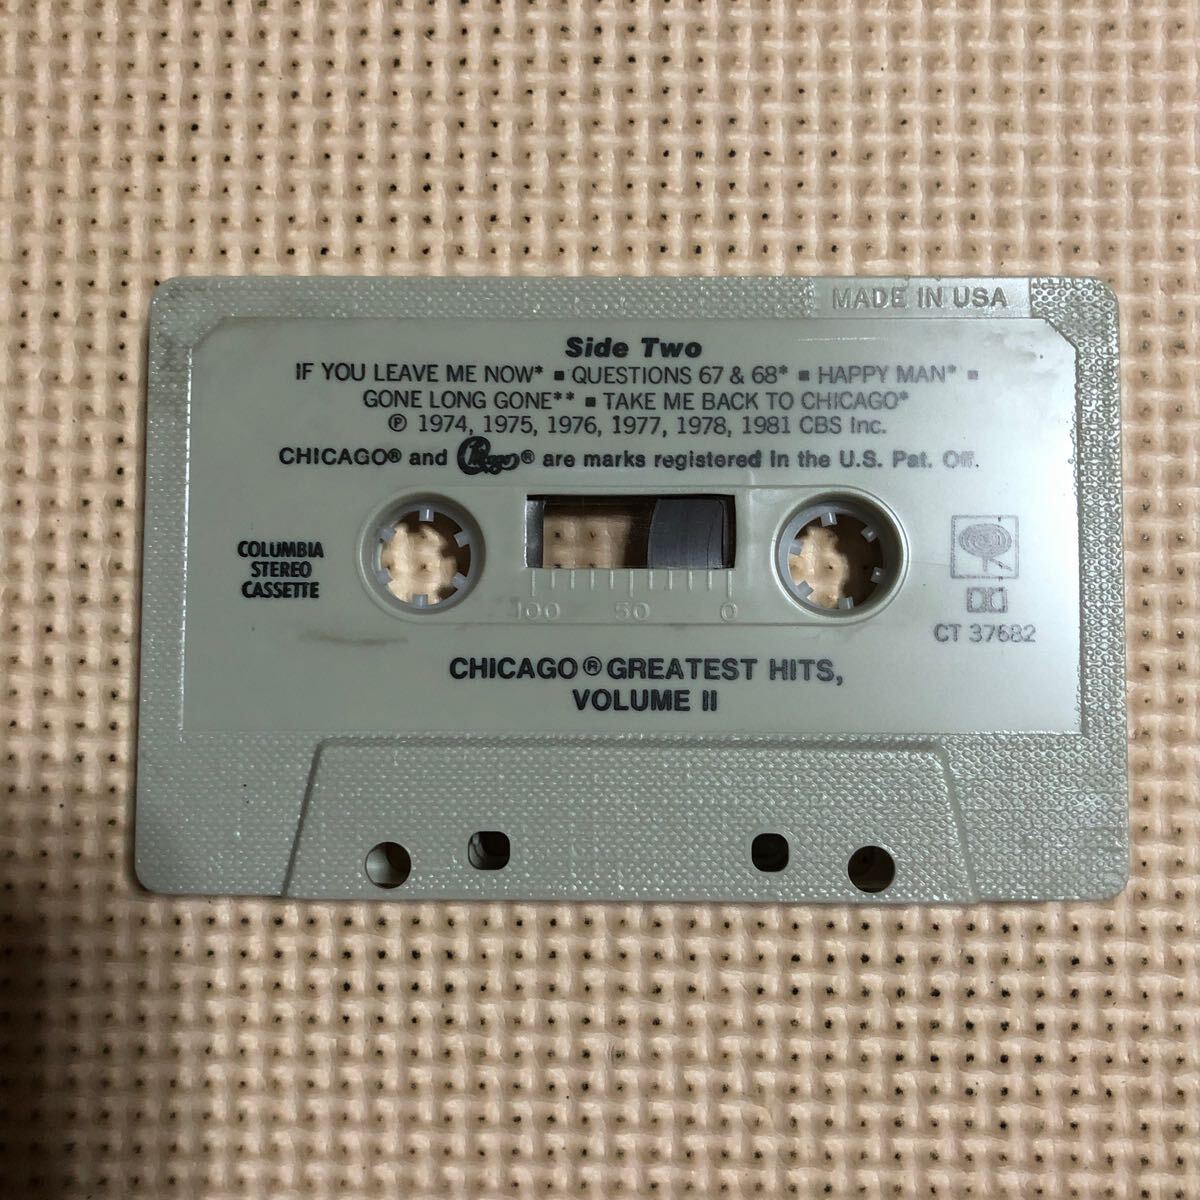 MADE IN USA
Side Two
IF YOU LEAVE ME NOW* ▪ QUESTIONS 67 & 68* ▪ HAPPY MAN* ▪
GONE LONG GONE** ▪ TAKE ME BACK TO CHICAGO*
℗ 1974, 1975, 1976, 1977, 1978, 1981 CBS Inc.
CHICAGO® and Chicago® are marks registered in the U.S. Pat. Off.
COLUMBIA
STEREO
CASSETTE
100 50 0
CT 37682
CHICAGO® GREATEST HITS,
VOLUME II